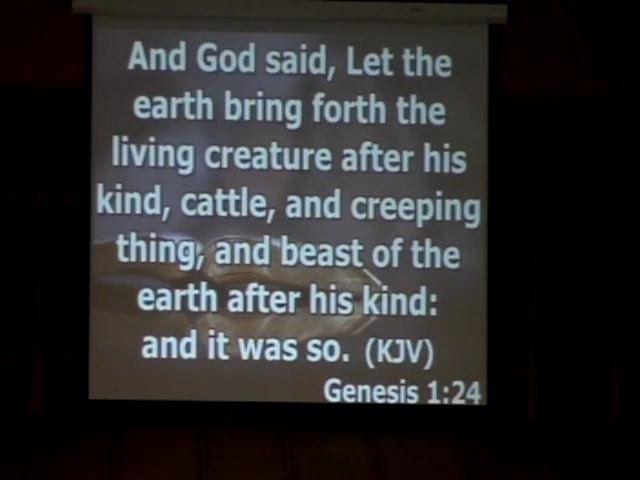 And God said, Let the
earth bring forth the
living creature after his
kind, cattle, and creeping
thing, and beast of the
earth after his kind:
and it was so. (KJV)
Genesis 1:24